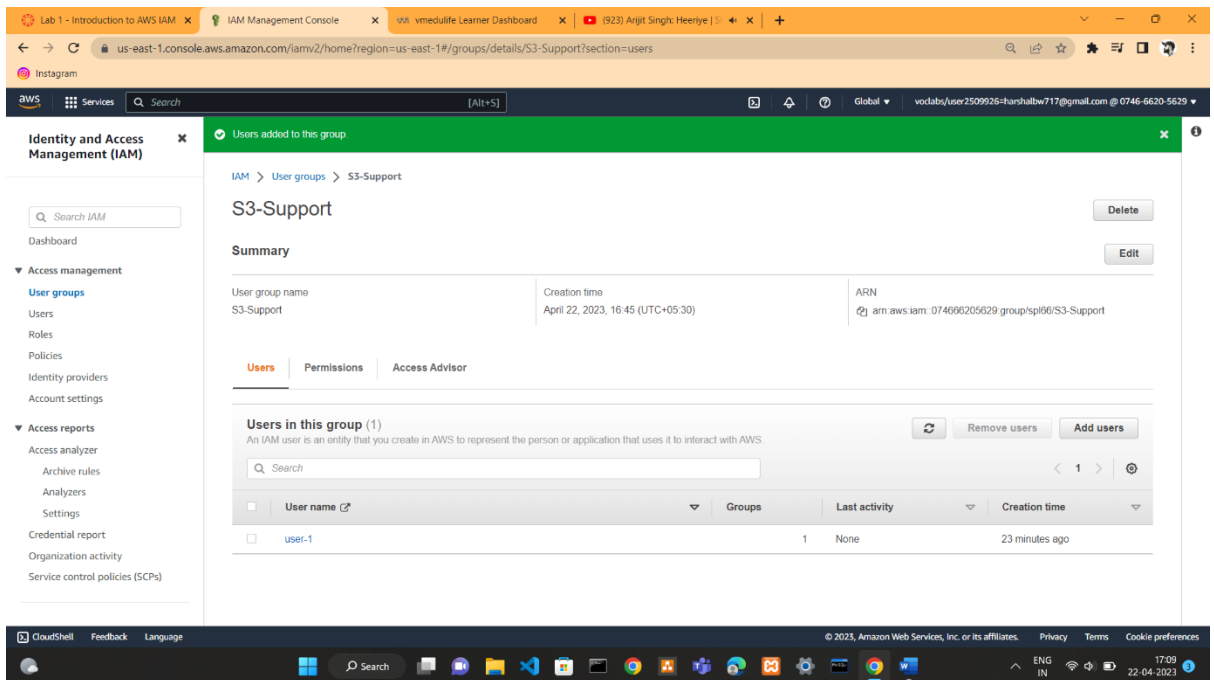 Lab 1 - Introduction to AWS IAM
IAM Management Console
vmedulife Learner Dashboard
(923) Arijit Singh: Heeriye | S
us-east-1.console.aws.amazon.com/iamv2/home?region=us-east-1#/groups/details/S3-Support?section=users
Instagram
aws
Services
Search
[Alt+S]
Global
voclabs/user2509926=harshalbw717@gmail.com @ 0746-6620-5629
Identity and Access
Management (IAM)
Search IAM
Dashboard
Access management
User groups
Users
Roles
Policies
Identity providers
Account settings
Access reports
Access analyzer
Archive rules
Analyzers
Settings
Credential report
Organization activity
Service control policies (SCPs)
Users added to this group.
IAM > User groups > S3-Support
S3-Support
Delete
Summary
Edit
User group name
S3-Support
Creation time
April 22, 2023, 16:45 (UTC+05:30)
ARN
arn:aws:iam::074666205629:group/spl66/S3-Support
Users
Permissions
Access Advisor
Users in this group (1)
An IAM user is an entity that you create in AWS to represent the person or application that uses it to interact with AWS.
Remove users
Add users
Search
1
User name
Groups
Last activity
Creation time
user-1
1
None
23 minutes ago
CloudShell
Feedback
Language
© 2023, Amazon Web Services, Inc. or its affiliates.
Privacy
Terms
Cookie preferences
Search
ENG
IN
17:09
22-04-2023
3